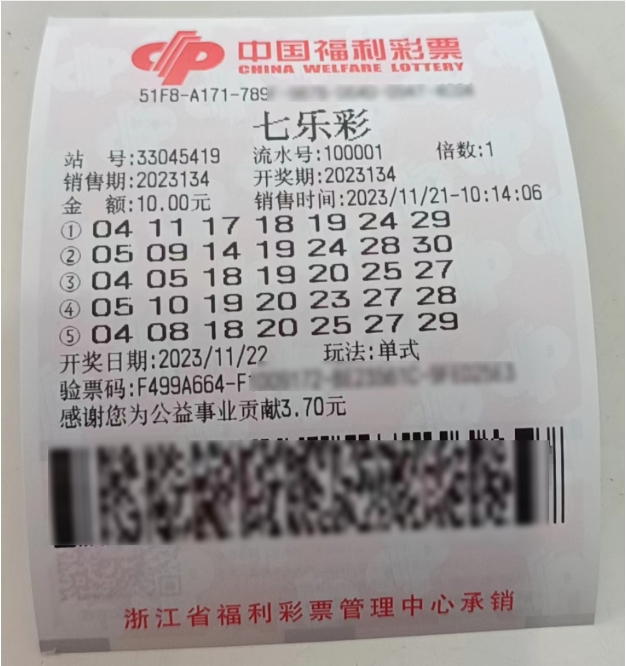 中国福利彩票
CHINA WELFARE LOTTERY
51F8-A171-789
七乐彩
站 号:33045419 流水号:100001 倍数:1
销售期:2023134 开奖期:2023134
金 额:10.00元 销售时间:2023/11/21-10:14:06
① 04 11 17 18 19 24 29
② 05 09 14 19 24 28 30
③ 04 05 18 19 20 25 27
④ 05 10 19 20 23 27 28
⑤ 04 08 18 20 25 27 29
开奖日期:2023/11/22 玩法:单式
验票码:F499A664-F
感谢您为公益事业贡献3.70元
浙江省福利彩票管理中心承销